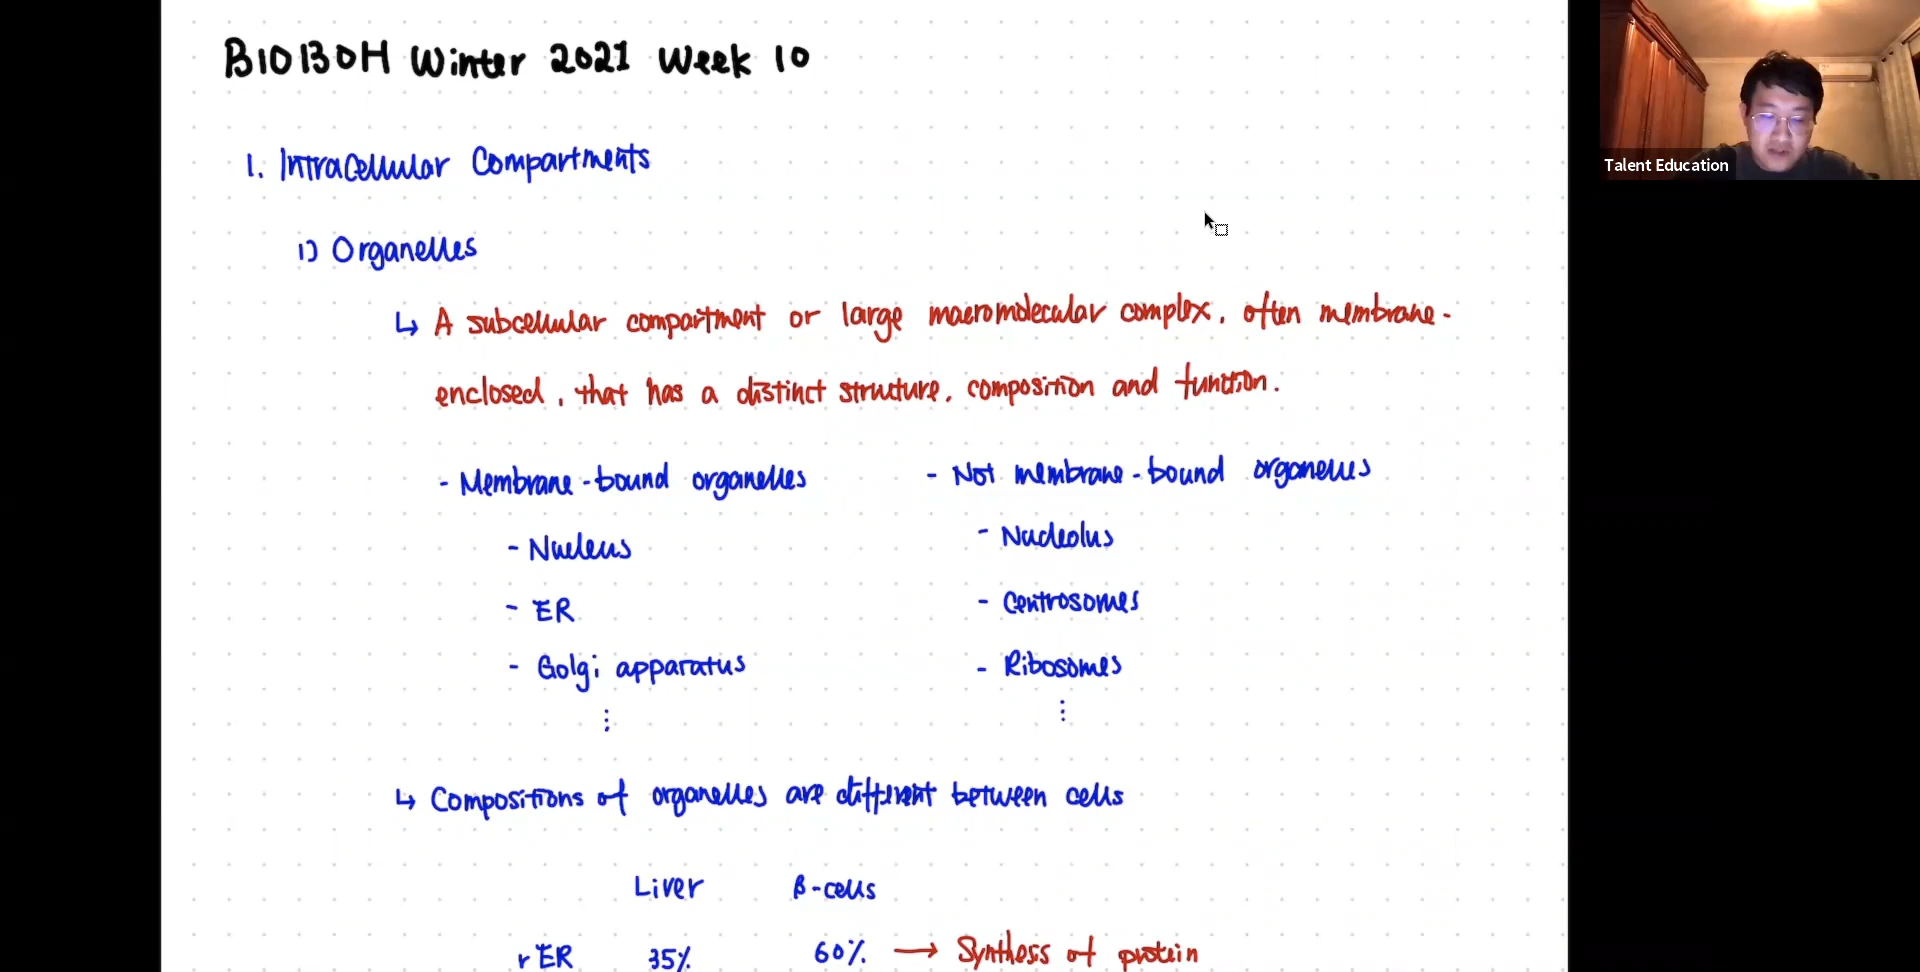 BIO130H Winter 2021 Week 10
Talent Education
1. Intracellular Compartments
1) Organelles
↳ A subcellular compartment or large macromolecular complex, often membrane-
enclosed, that has a distinct structure, composition and function.
- Membrane-bound organelles
- Nucleus
- ER
- Golgi apparatus
⋮
- Not membrane-bound organelles
- Nucleolus
- Centrosomes
- Ribosomes
⋮
↳ Compositions of organelles are different between cells
Liver β-cells
rER 35% 60% → Synthesis of protein